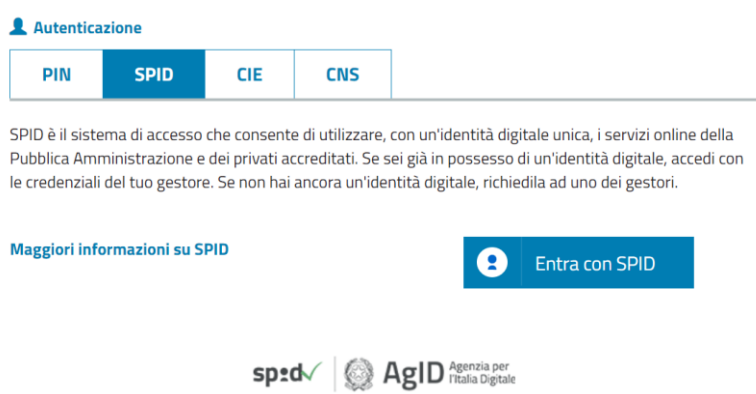 Autenticazione
PIN SPID CIE CNS
SPID è il sistema di accesso che consente di utilizzare, con un'identità digitale unica, i servizi online della
Pubblica Amministrazione e dei privati accreditati. Se sei già in possesso di un'identità digitale, accedi con
le credenziali del tuo gestore. Se non hai ancora un'identità digitale, richiedila ad uno dei gestori.
Maggiori informazioni su SPID
Entra con SPID
spid AgID Agenzia per
l'Italia Digitale